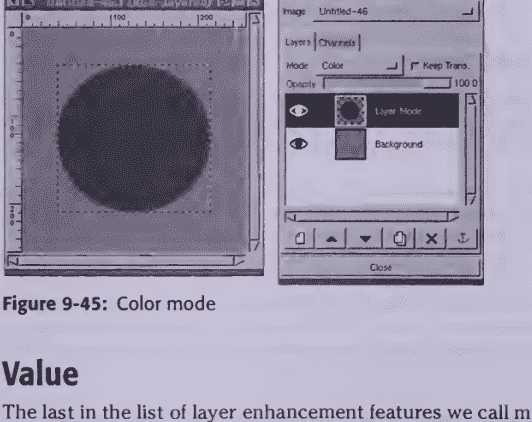 Image Untitled-46
0 100 200
Layers Channels
Mode Color Keep Trans.
Opacity 100.0
Layer Mode
Background
Close
Figure 9-45: Color mode
Value
The last in the list of layer enhancement features we call m